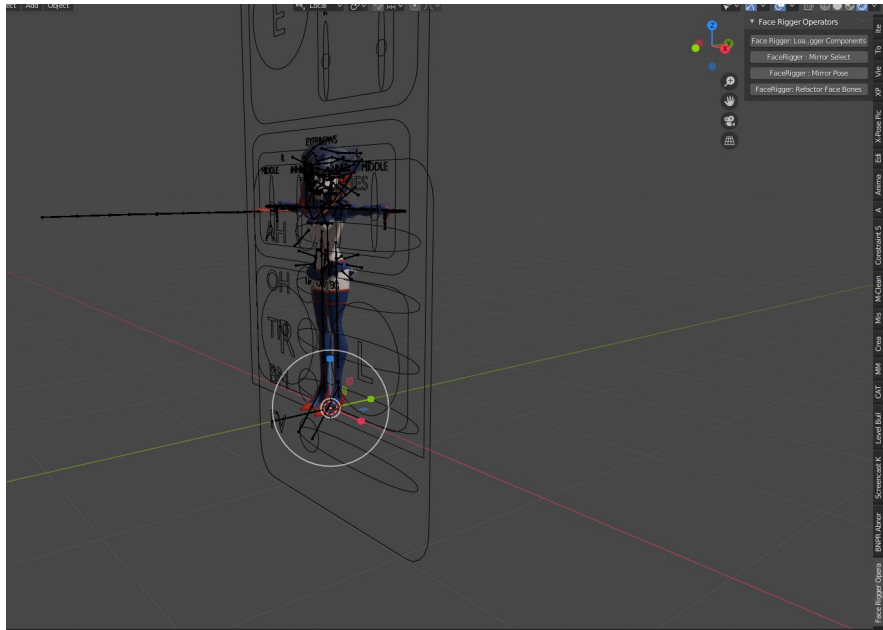 ect Add Object
Local
Face Rigger Operators
Face Rigger: Loa..gger Components
FaceRigger : Mirror Select
FaceRigger : Mirror Pose
FaceRigger: Refactor Face Bones
Z
Y
X
Ite
To
Vie
XP
X-Pose Pic
Edi
Anima
A
Constraint S
M-Clean
Mis
Crea
MM
CAT
Level Buil
Screencast K
BNPR Abnor
Face Rigger Opera
E
EYEBROWS
R
MIDDLE
MIDDLE
AH
OH
R
L